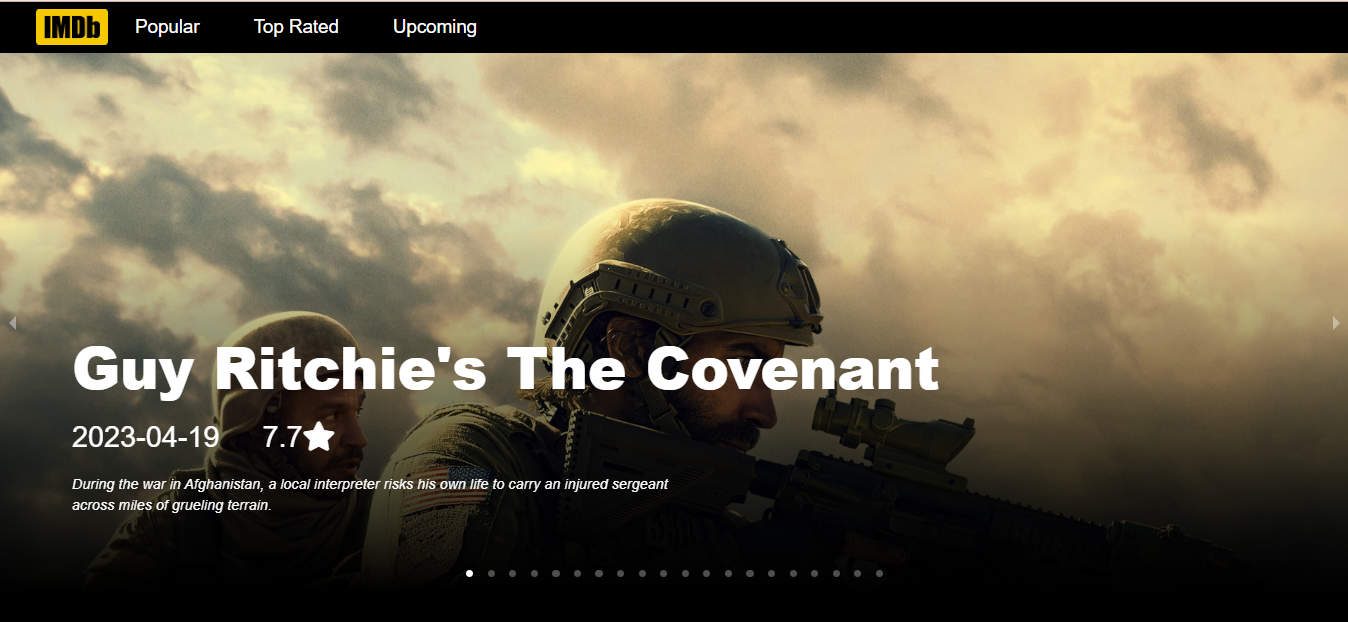 IMDb Popular Top Rated Upcoming
Guy Ritchie's The Covenant
2023-04-19 7.7
During the war in Afghanistan, a local interpreter risks his own life to carry an injured sergeant
across miles of grueling terrain.